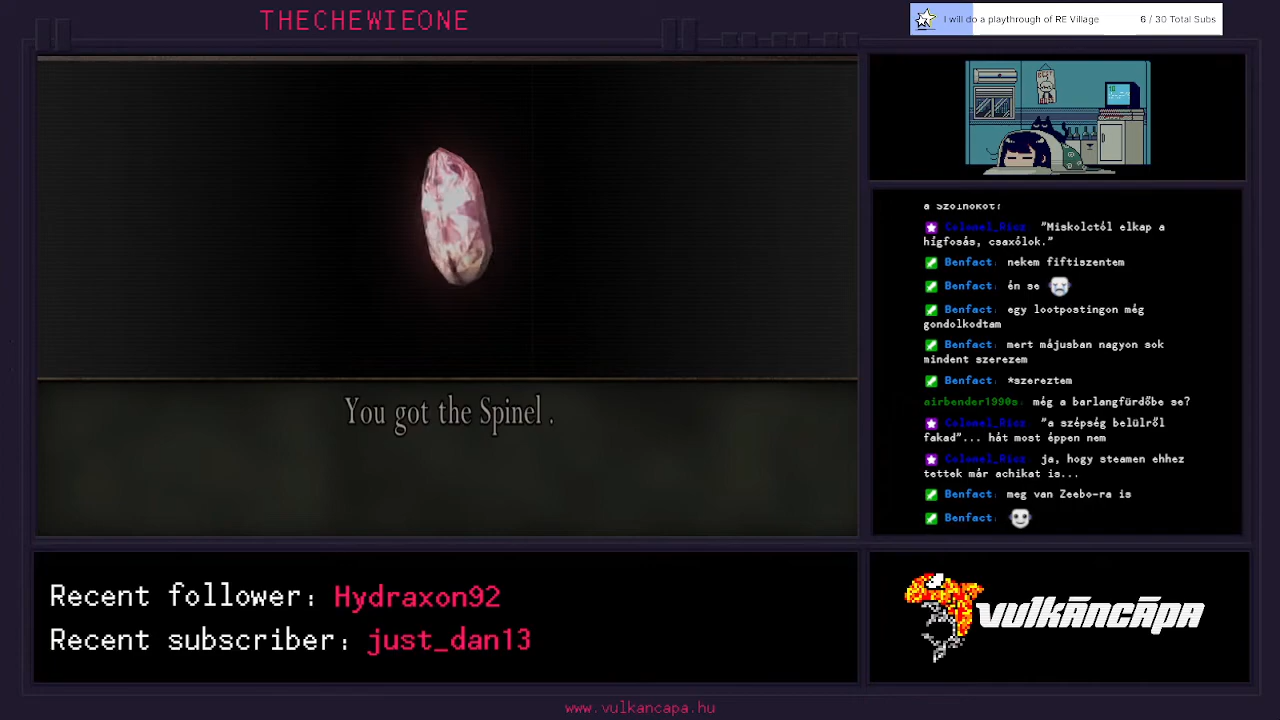 THECHEWIEONE
I will do a playthrough of RE Village 6 / 30 Total Subs
You got the Spinel .
a Szolnokot?
Colonel_Rizz "Miskolctól elkap a
hígfosás, csaxólok."
Benfact: nekem fiftiszentem
Benfact: én se
Benfact: egy lootpostingon még
gondolkodtam
Benfact: mert májusban nagyon sok
mindent szerezem
Benfact: *szereztem
airbender1990s: még a barlangfürdőbe se?
"a szépség belülről
fakad"... hát most éppen nem
ja, hogy steamen ehhez
tettek már achikat is...
Benfact: meg van Zeebo-ra is
Benfact:
Recent follower: Hydraxon92
Recent subscriber: just_dan13
vulkáncápa
www.vulkancapa.hu